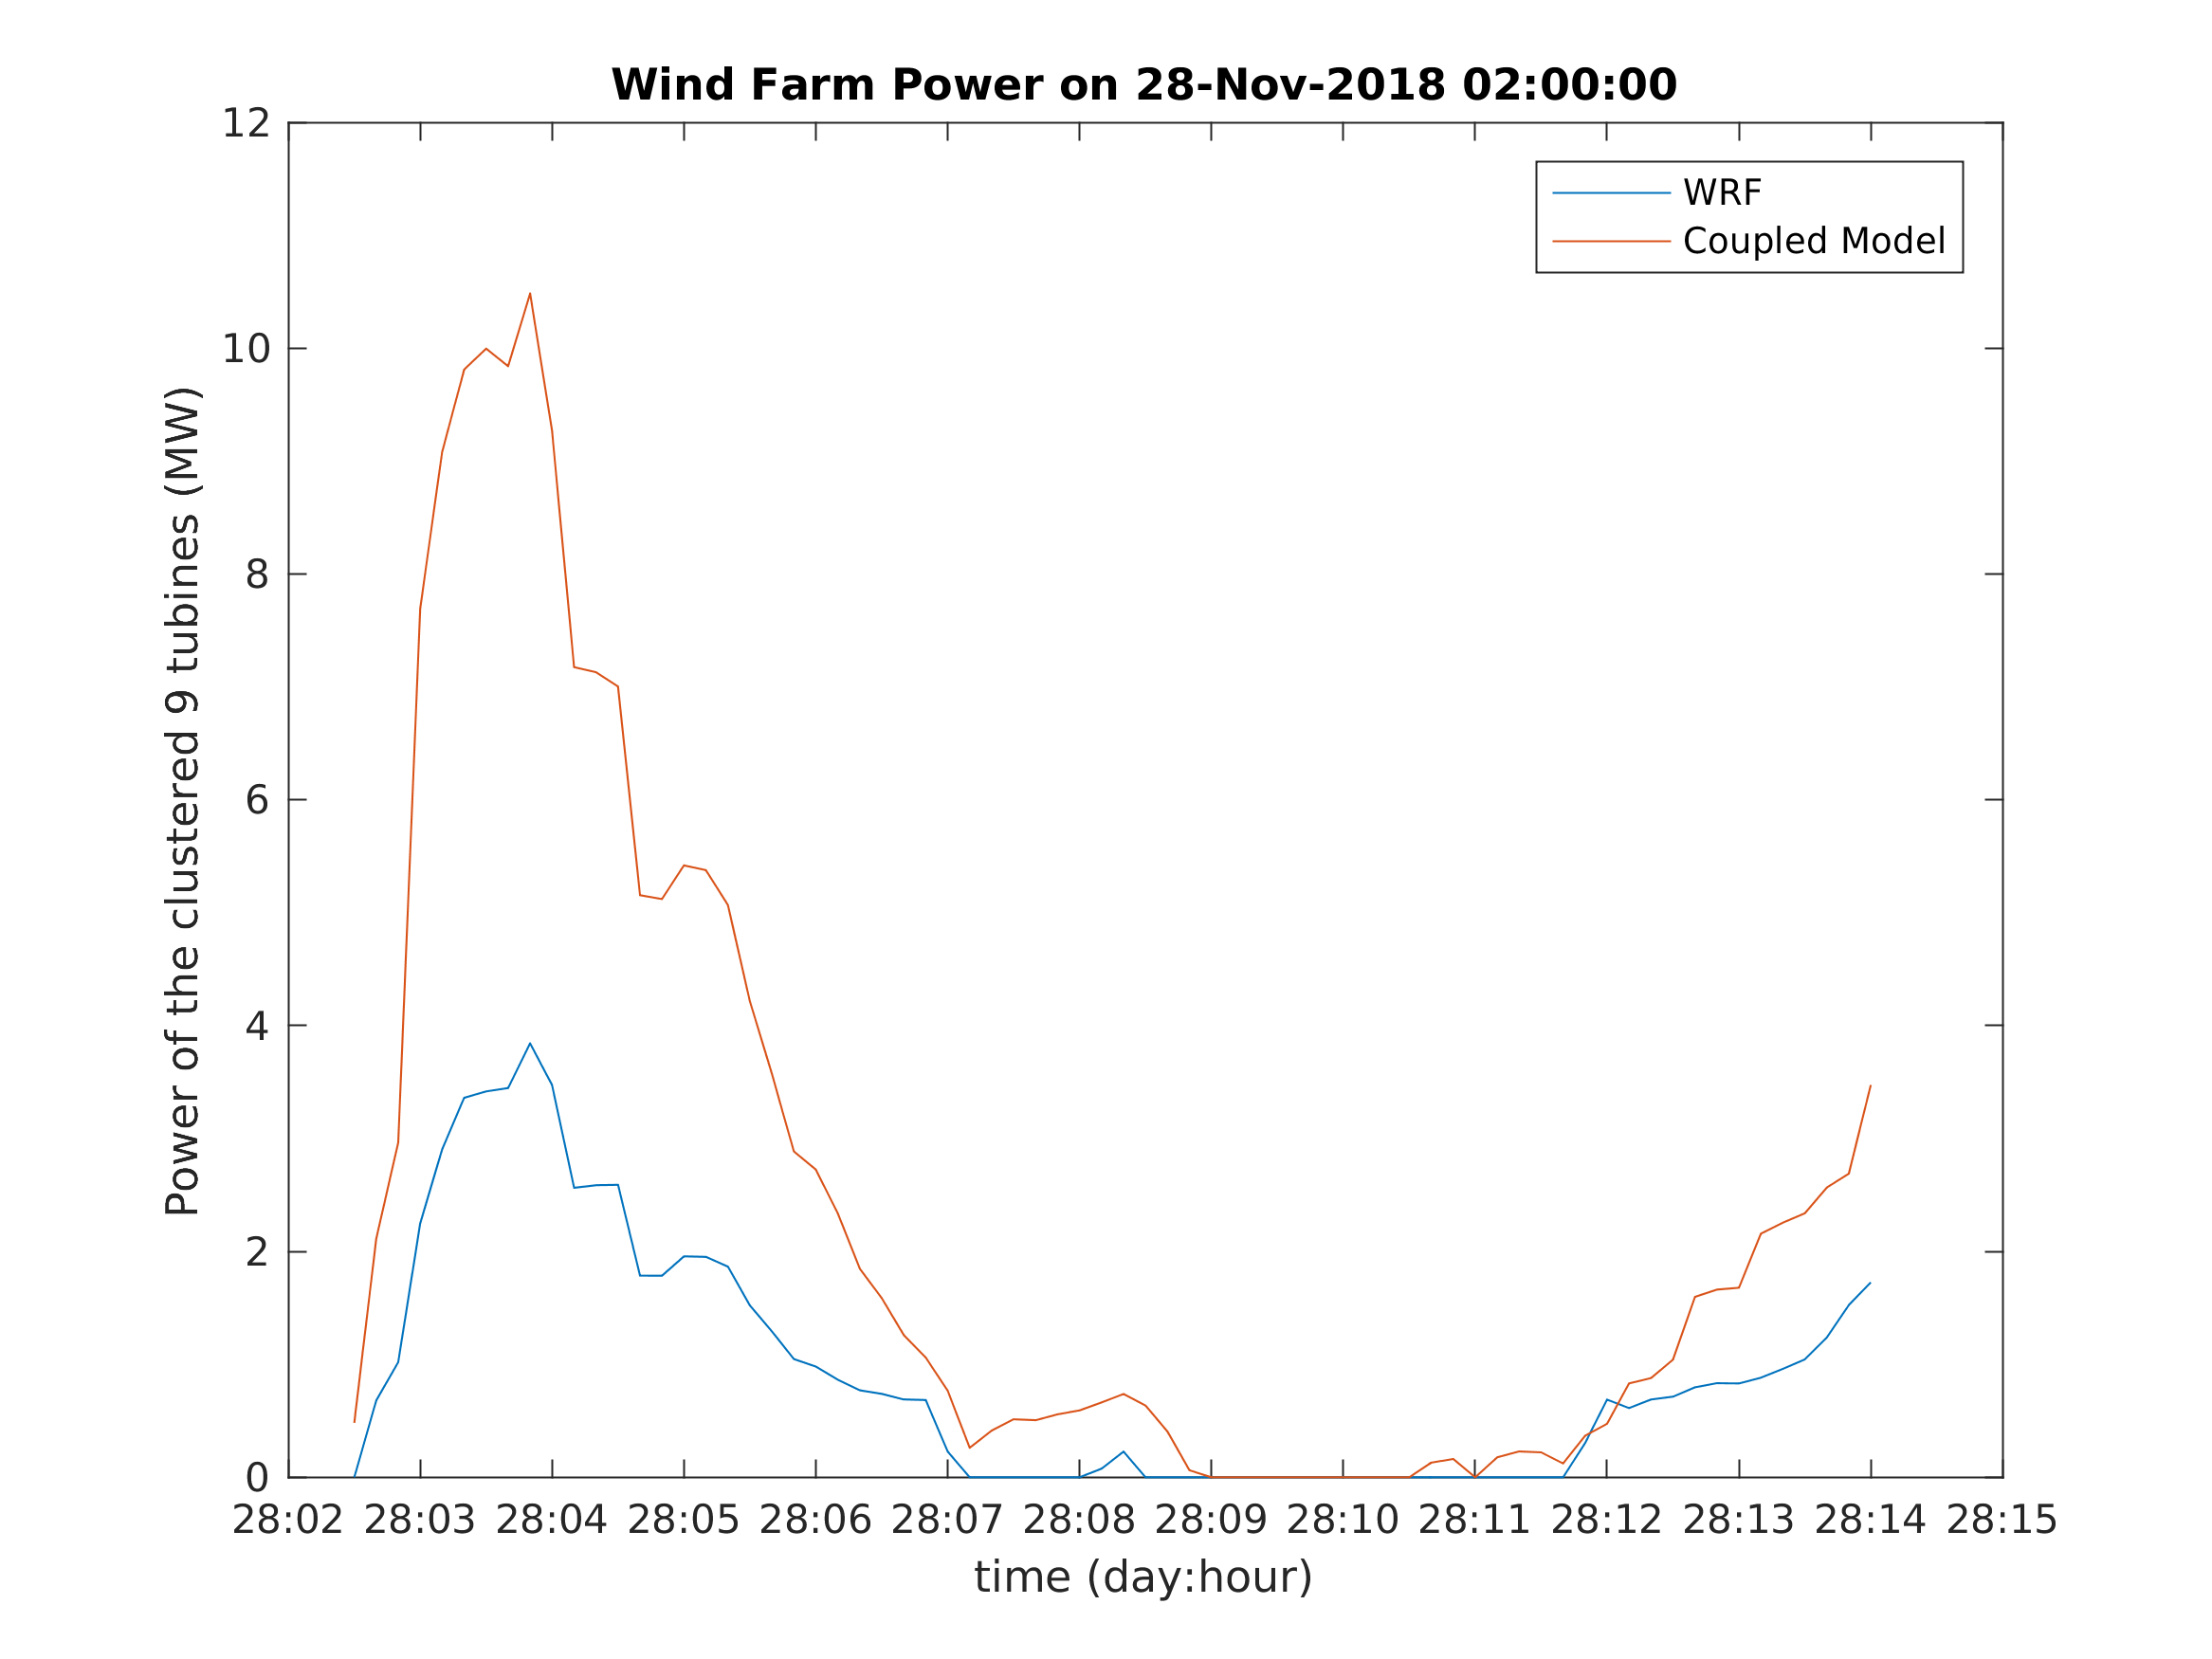 Wind Farm Power on 28-Nov-2018 02:00:00
12
10
8
6
4
2
0
Power of the clustered 9 tubines (MW)
WRF
Coupled Model
28:02 28:03 28:04 28:05 28:06 28:07 28:08 28:09 28:10 28:11 28:12 28:13 28:14 28:15
time (day:hour)